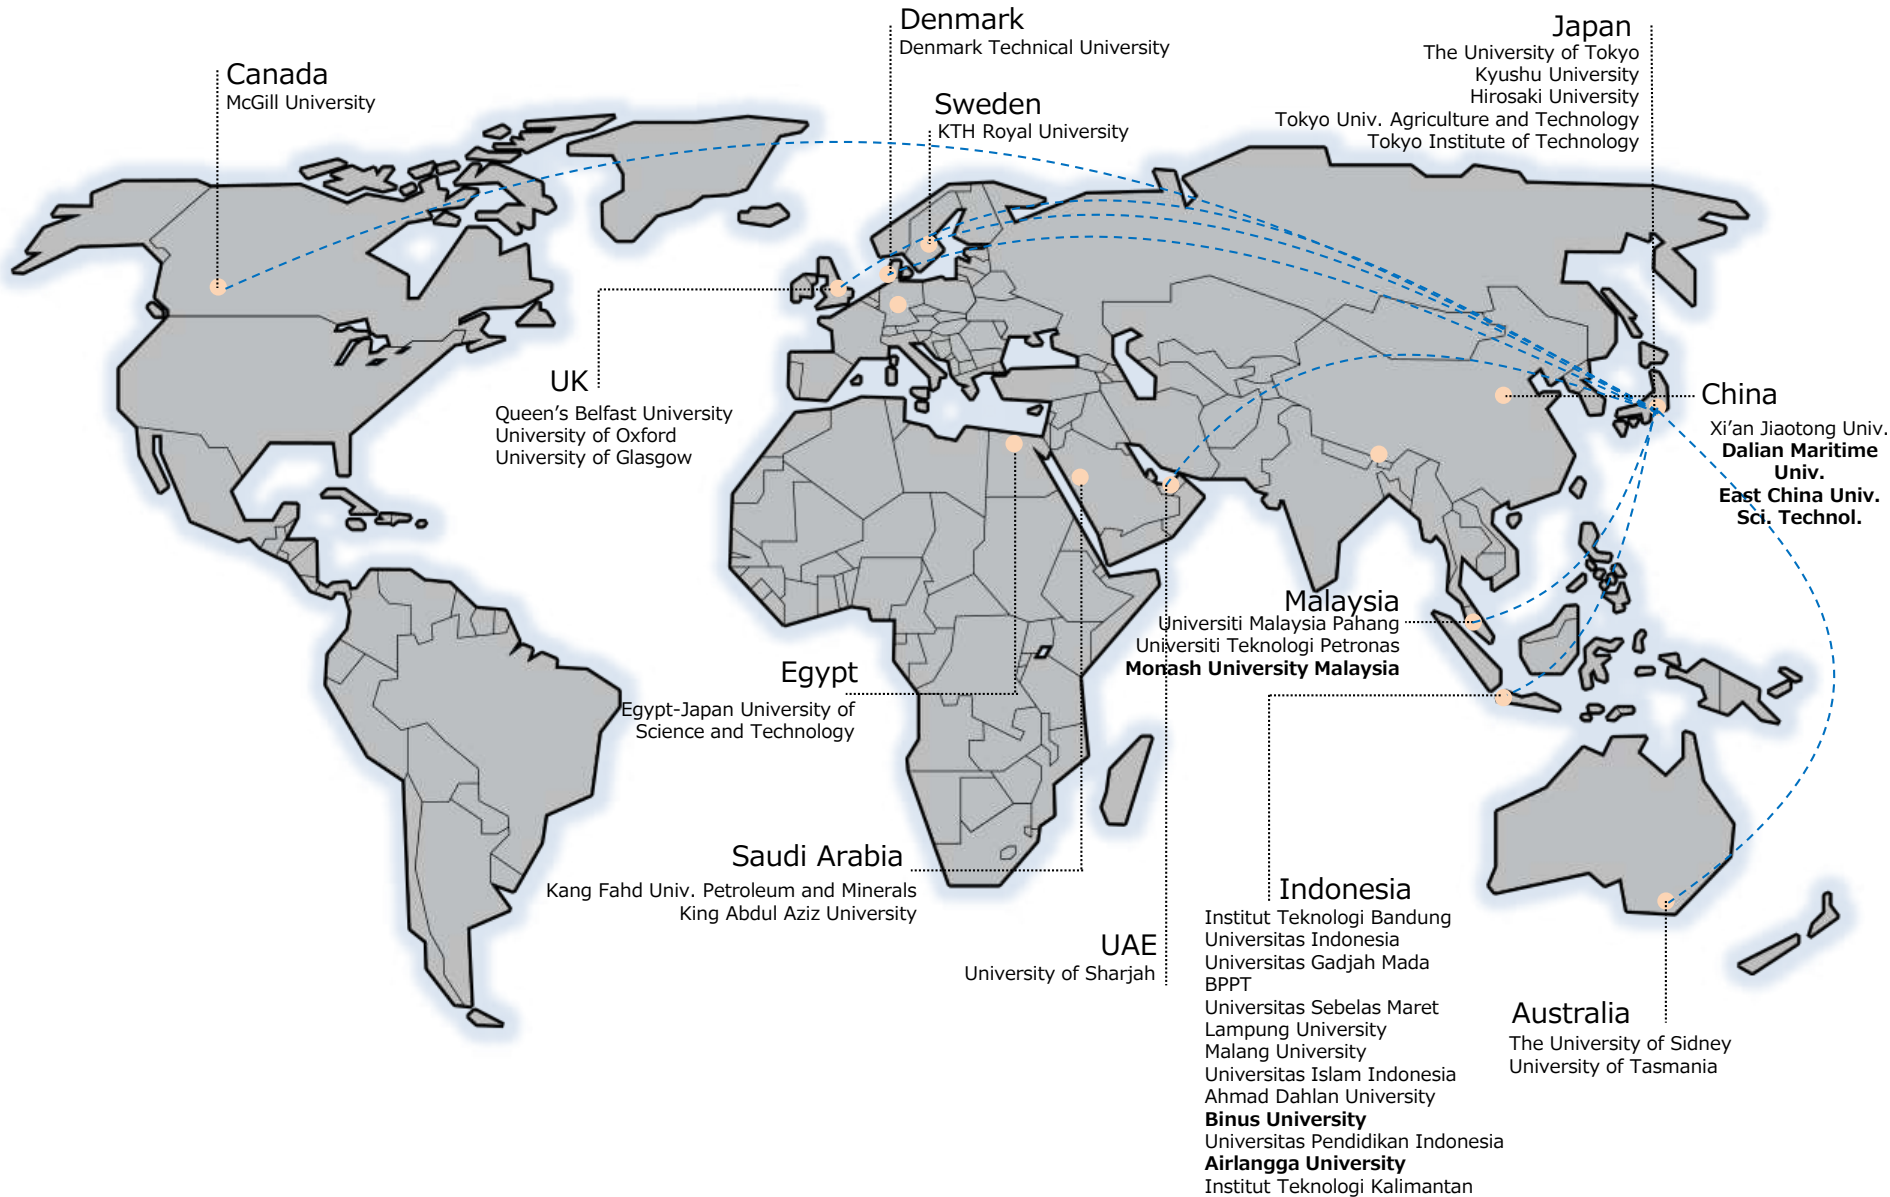 Denmark
Denmark Technical University
Japan
The University of Tokyo
Kyushu University
Hirosaki University
Tokyo Univ. Agriculture and Technology
Tokyo Institute of Technology
Canada
McGill University
Sweden
KTH Royal University
UK
Queen’s Belfast University
University of Oxford
University of Glasgow
China
Xi’an Jiaotong Univ.
Dalian Maritime
Univ.
East China Univ.
Sci. Technol.
Malaysia
Universiti Malaysia Pahang
Universiti Teknologi Petronas
Monash University Malaysia
Egypt
Egypt-Japan University of
Science and Technology
Saudi Arabia
Kang Fahd Univ. Petroleum and Minerals
King Abdul Aziz University
UAE
University of Sharjah
Indonesia
Institut Teknologi Bandung
Universitas Indonesia
Universitas Gadjah Mada
BPPT
Universitas Sebelas Maret
Lampung University
Malang University
Universitas Islam Indonesia
Ahmad Dahlan University
Binus University
Universitas Pendidikan Indonesia
Airlangga University
Institut Teknologi Kalimantan
Australia
The University of Sidney
University of Tasmania